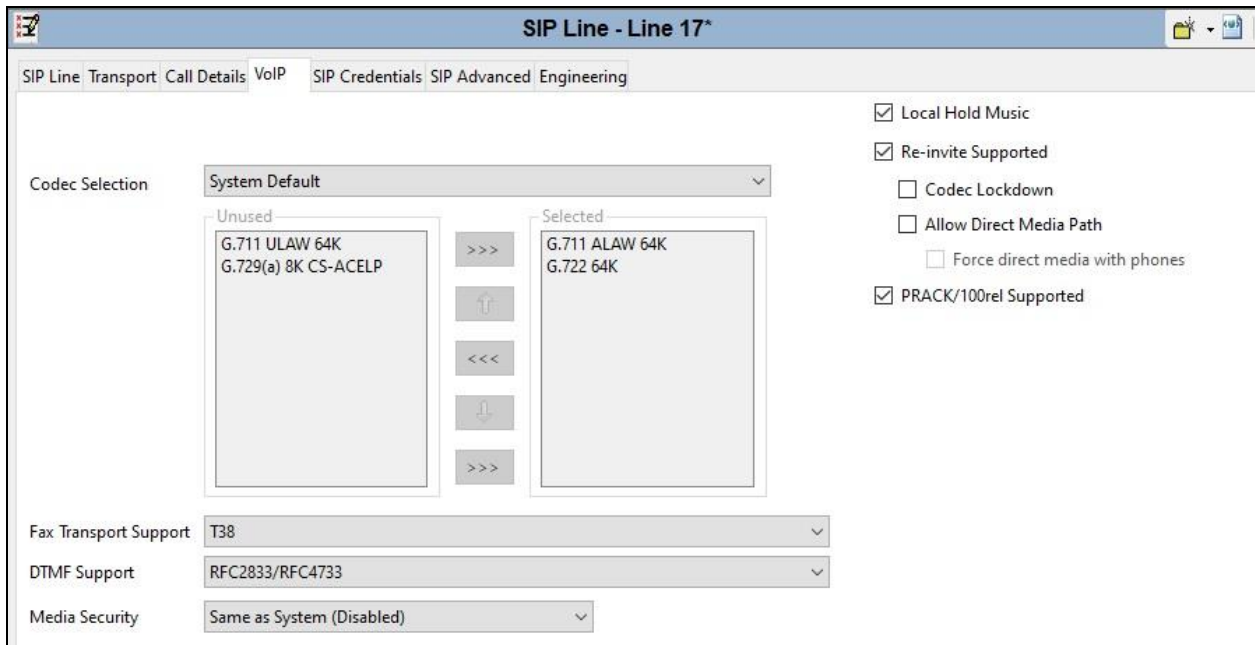 SIP Line - Line 17*
SIP Line Transport Call Details VoIP SIP Credentials SIP Advanced Engineering
Local Hold Music
Re-invite Supported
Codec Selection System Default
Codec Lockdown
Unused Selected
Allow Direct Media Path
G.711 ULAW 64K >>> G.711 ALAW 64K
G.729(a) 8K CS-ACELP G.722 64K
Force direct media with phones
PRACK/100rel Supported
<<<
>>>
Fax Transport Support T38
DTMF Support RFC2833/RFC4733
Media Security Same as System (Disabled)